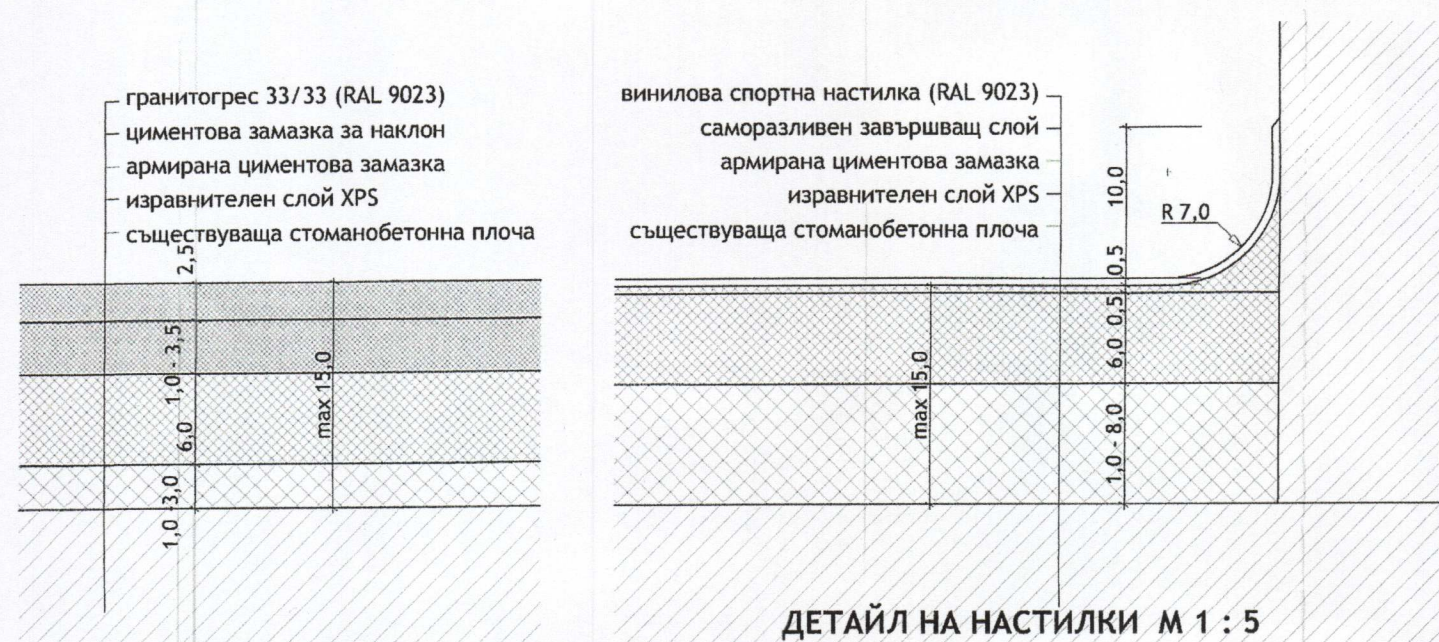 гранитогрес 33/33 (RAL 9023)
циментова замазка за наклон
армирана циментова замазка
изравнителен слой XPS
съществуваща стоманобетонна плоча
2,5
1,0 - 3,5
6,0
1,0 -3,0
max 15,0
винилова спортна настилка (RAL 9023)
саморазливен завършващ слой
армирана циментова замазка
изравнителен слой XPS
съществуваща стоманобетонна плоча
10,0
R 7,0
0,5
0,5
6,0
1,0 - 8,0
max 15,0
ДЕТАЙЛ НА НАСТИЛКИ М 1 : 5